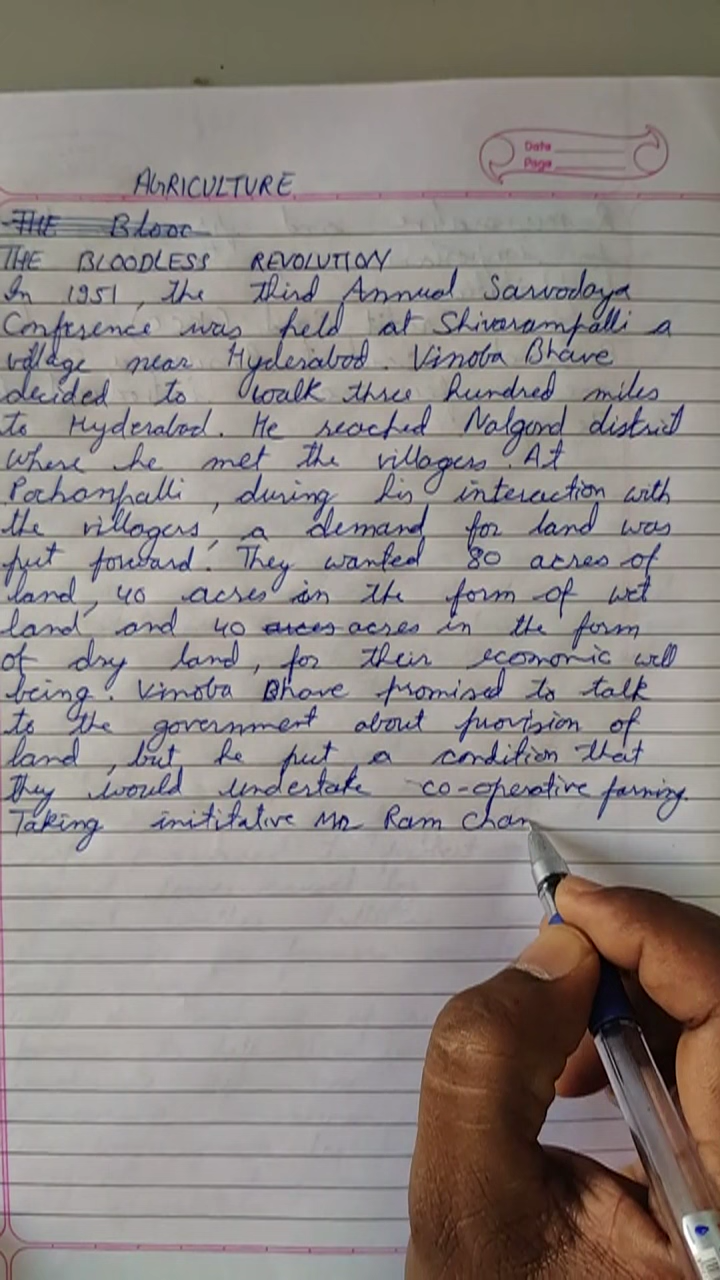 Date
Page
AGRICULTURE
THE Blooc
THE BLOODLESS REVOLUTION
In 1951, the third Annual Sarvodaya
Conference was held at Shivarampalli a
village near Hyderabad. Vinoba Bhave
decided to walk three hundred miles
to Hyderabad. He reached Nalgond district
where he met the villagers. At
Pochampalli, during his interaction with
the villagers, a demand for land was
put forward. They wanted 80 acres of
land, 40 acres in the form of wet
land and 40 acres acres in the form
of dry land, for their economic well
being. Vinoba Bhave promised to talk
to the government about provision of
land, but he put a condition that
they would undertake co-operative farming.
Taking inititative Mr Ram Chan